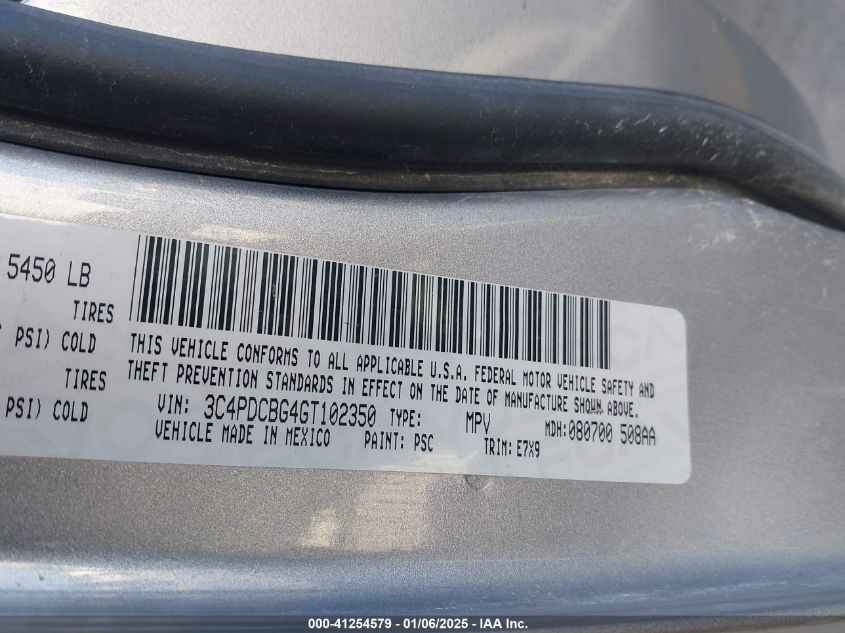 5450 LB
TIRES
PSI) COLD
TIRES
PSI) COLD
THIS VEHICLE CONFORMS TO ALL APPLICABLE U.S.A. FEDERAL MOTOR VEHICLE SAFETY AND
THEFT PREVENTION STANDARDS IN EFFECT ON THE DATE OF MANUFACTURE SHOWN ABOVE.
VIN: 3C4PDCBG4GT102350 TYPE: MPV MDH:080700 508AA
VEHICLE MADE IN MEXICO PAINT: PSC TRIM: E7X9
000-41254579 - 01/06/2025 - IAA Inc.